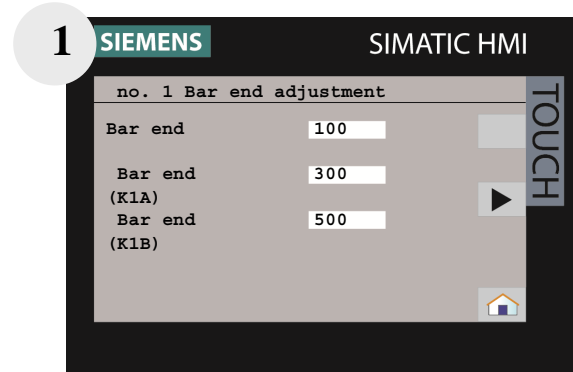 1
SIEMENS
SIMATIC HMI
TOUCH
no. 1 Bar end adjustment
Bar end 100
Bar end 300
(K1A)
Bar end 500
(K1B)